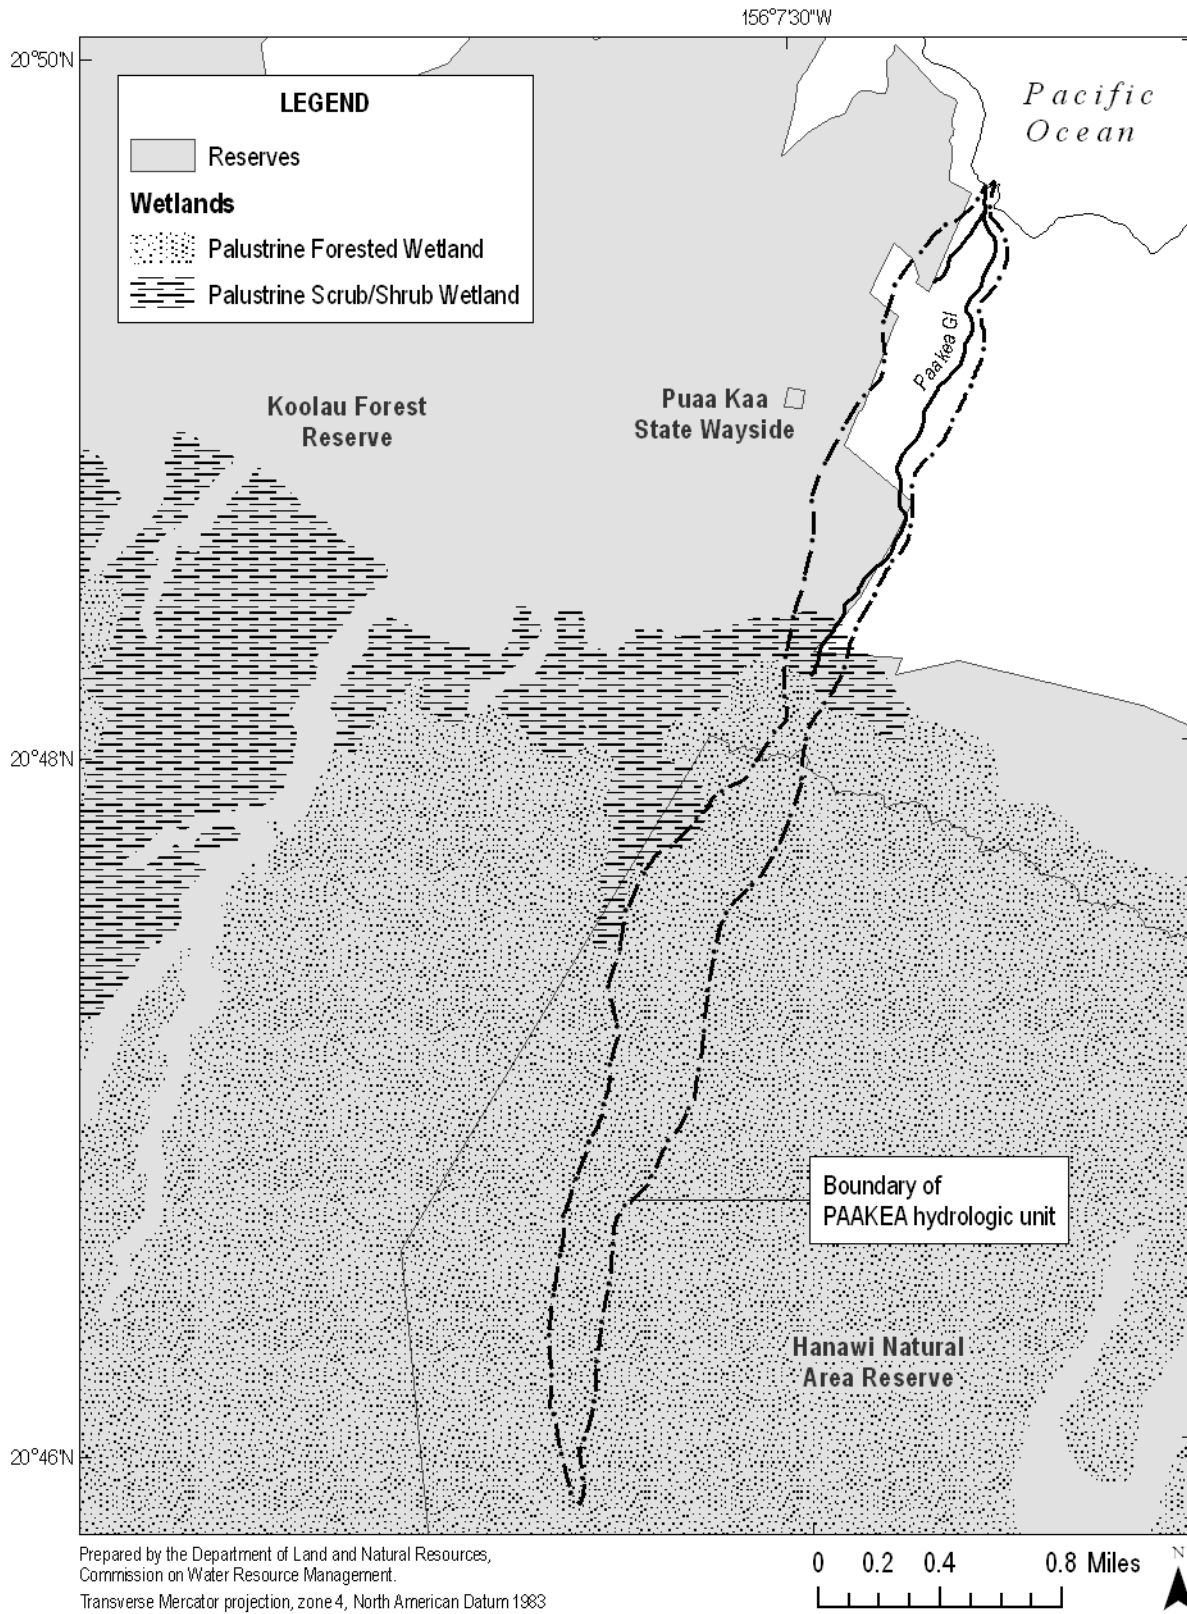 156°7'30"W
20°50'N
Pacific
Ocean
LEGEND
Reserves
Wetlands
Palustrine Forested Wetland
Palustrine Scrub/Shrub Wetland
Paakea Gl
Koolau Forest
Reserve
Puaa Kaa
State Wayside
20°48'N
Boundary of
PAAKEA hydrologic unit
Hanawi Natural
Area Reserve
20°46'N
Prepared by the Department of Land and Natural Resources,
Commission on Water Resource Management.
Transverse Mercator projection, zone 4, North American Datum 1983
0 0.2 0.4 0.8 Miles
N